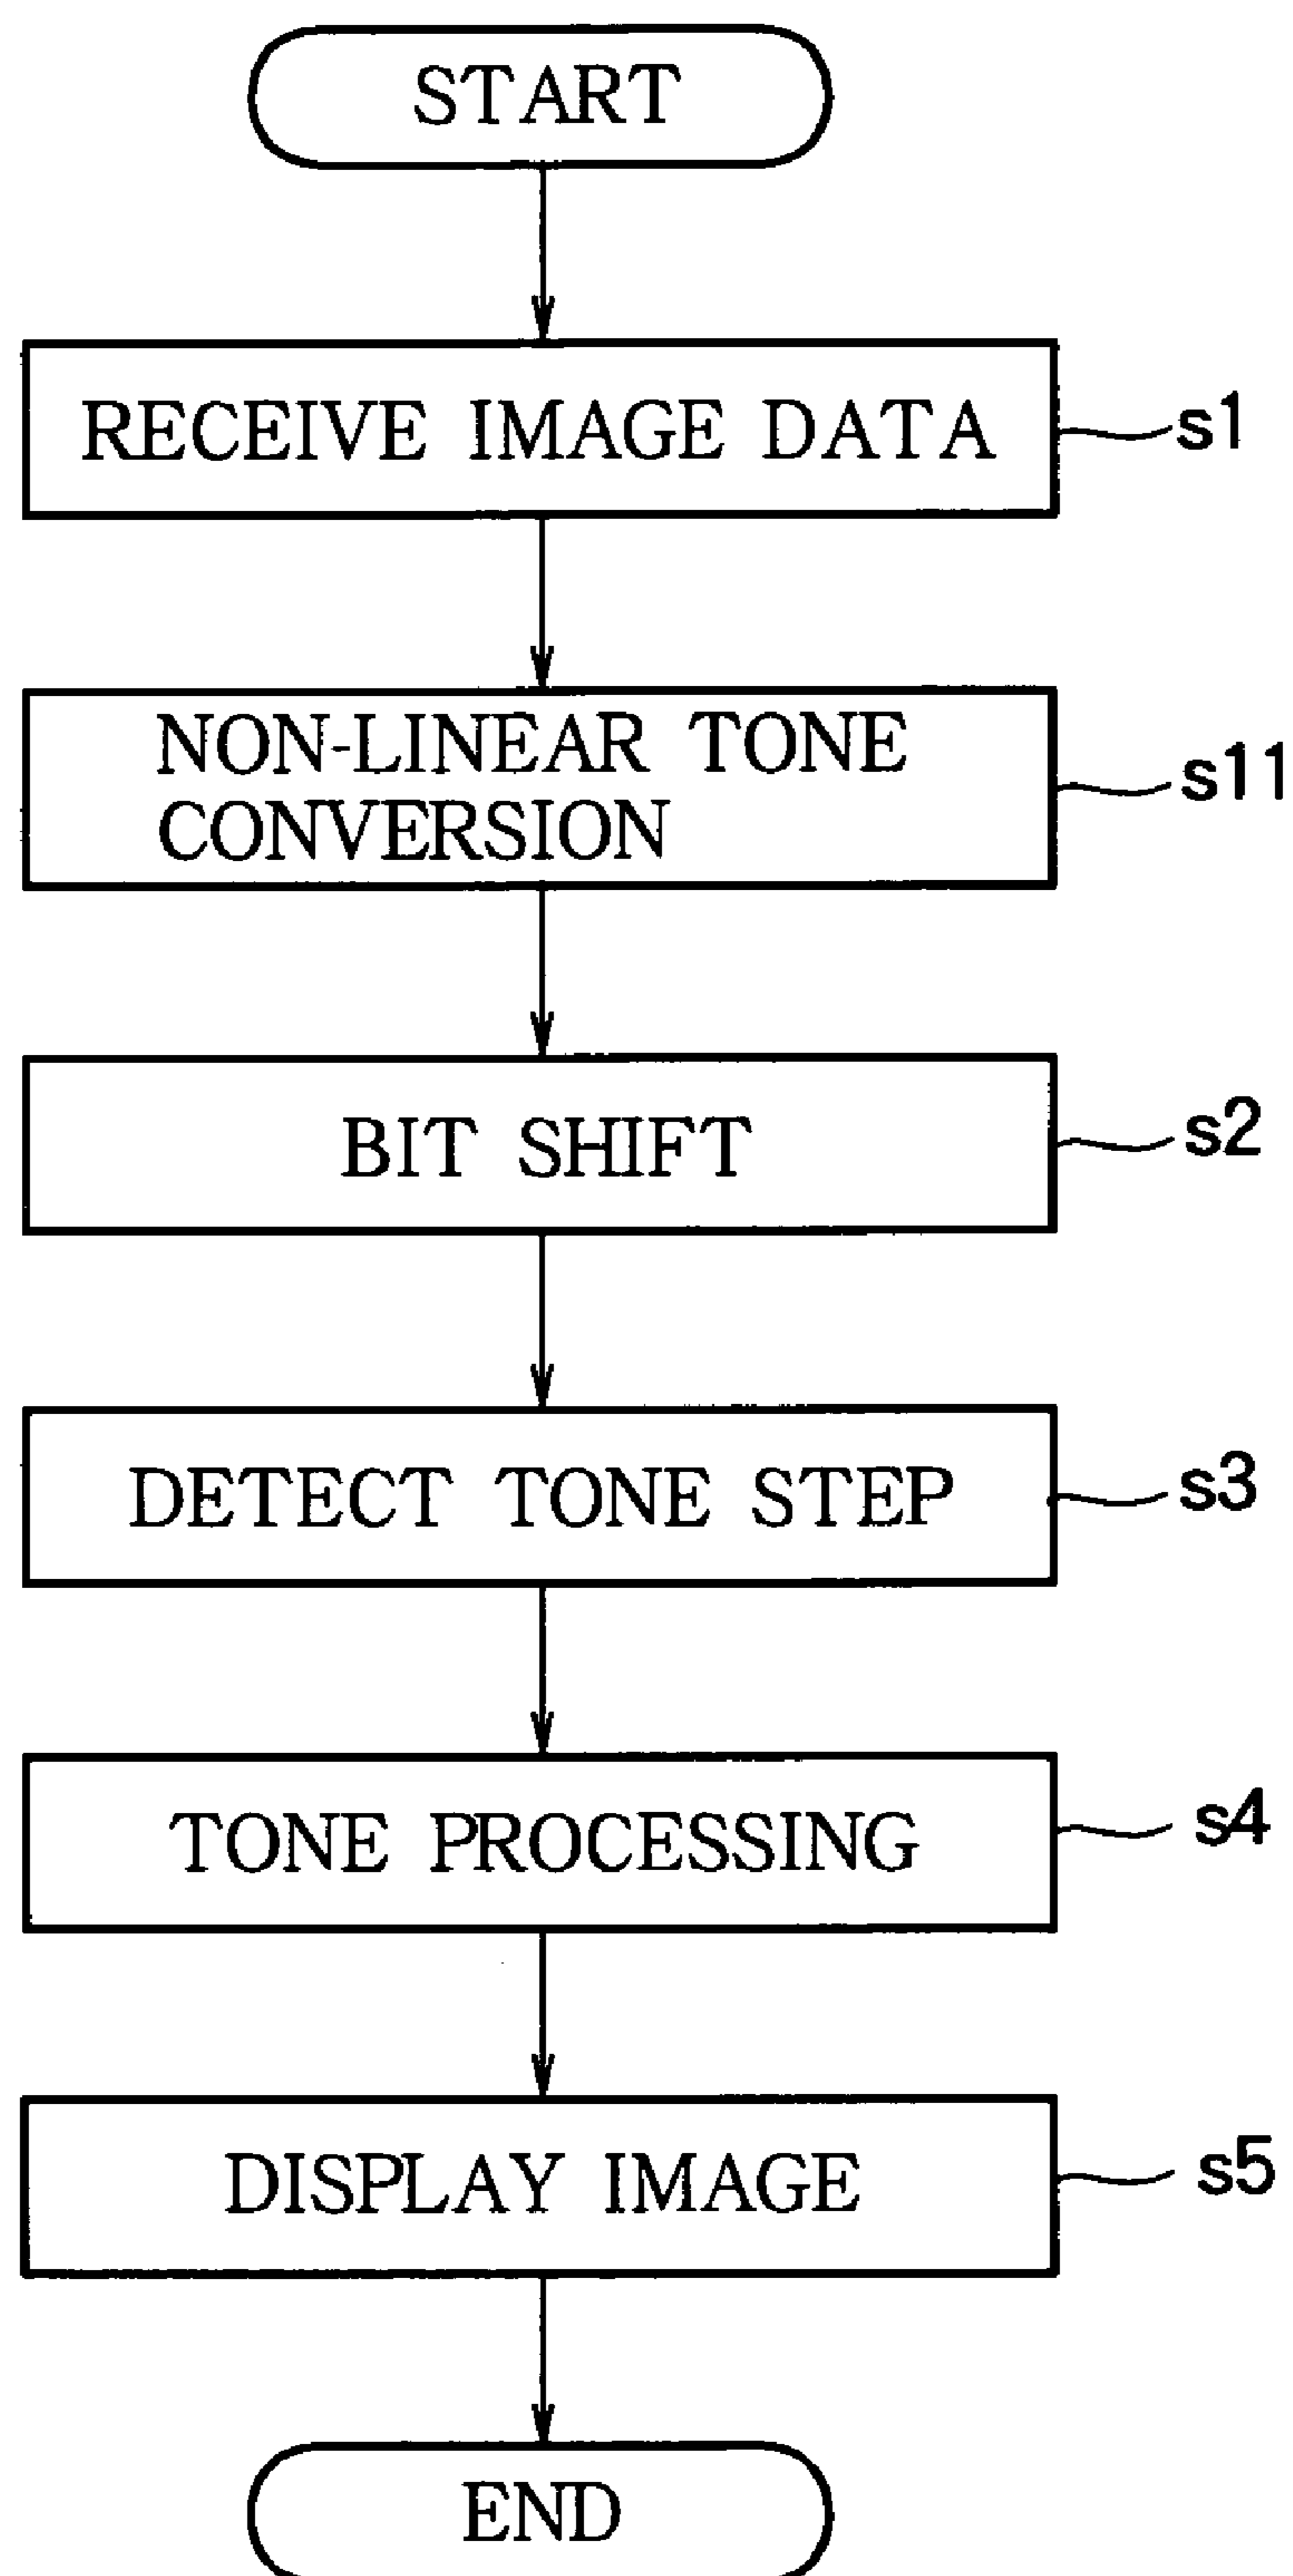 START
RECEIVE IMAGE DATA
s1
NON-LINEAR TONE
CONVERSION
s11
BIT SHIFT
s2
DETECT TONE STEP
s3
TONE PROCESSING
s4
DISPLAY IMAGE
s5
END